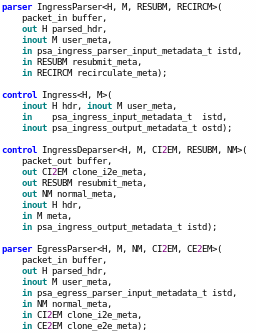 parser IngressParser<H, M, RESUBM, RECIRCM>(
    packet_in buffer,
    out H parsed_hdr,
    inout M user_meta,
    in psa_ingress_parser_input_metadata_t istd,
    in RESUBM resubmit_meta,
    in RECIRCM recirculate_meta);

control Ingress<H, M>(
    inout H hdr, inout M user_meta,
    in    psa_ingress_input_metadata_t  istd,
    inout psa_ingress_output_metadata_t ostd);

control IngressDeparser<H, M, CI2EM, RESUBM, NM>(
    packet_out buffer,
    out CI2EM clone_i2e_meta,
    out RESUBM resubmit_meta,
    out NM normal_meta,
    inout H hdr,
    in M meta,
    in psa_ingress_output_metadata_t istd);

parser EgressParser<H, M, NM, CI2EM, CE2EM>(
    packet_in buffer,
    out H parsed_hdr,
    inout M user_meta,
    in psa_egress_parser_input_metadata_t istd,
    in NM normal_meta,
    in CI2EM clone_i2e_meta,
    in CE2EM clone_e2e_meta);